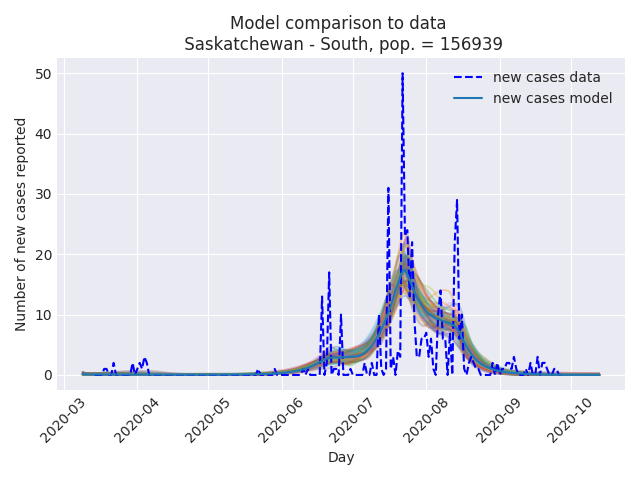 Model comparison to data
Saskatchewan - South, pop. = 156939
new cases data
new cases model
Number of new cases reported
50
40
30
20
10
0
2020-03
2020-04
2020-05
2020-06
2020-07
2020-08
2020-09
2020-10
Day